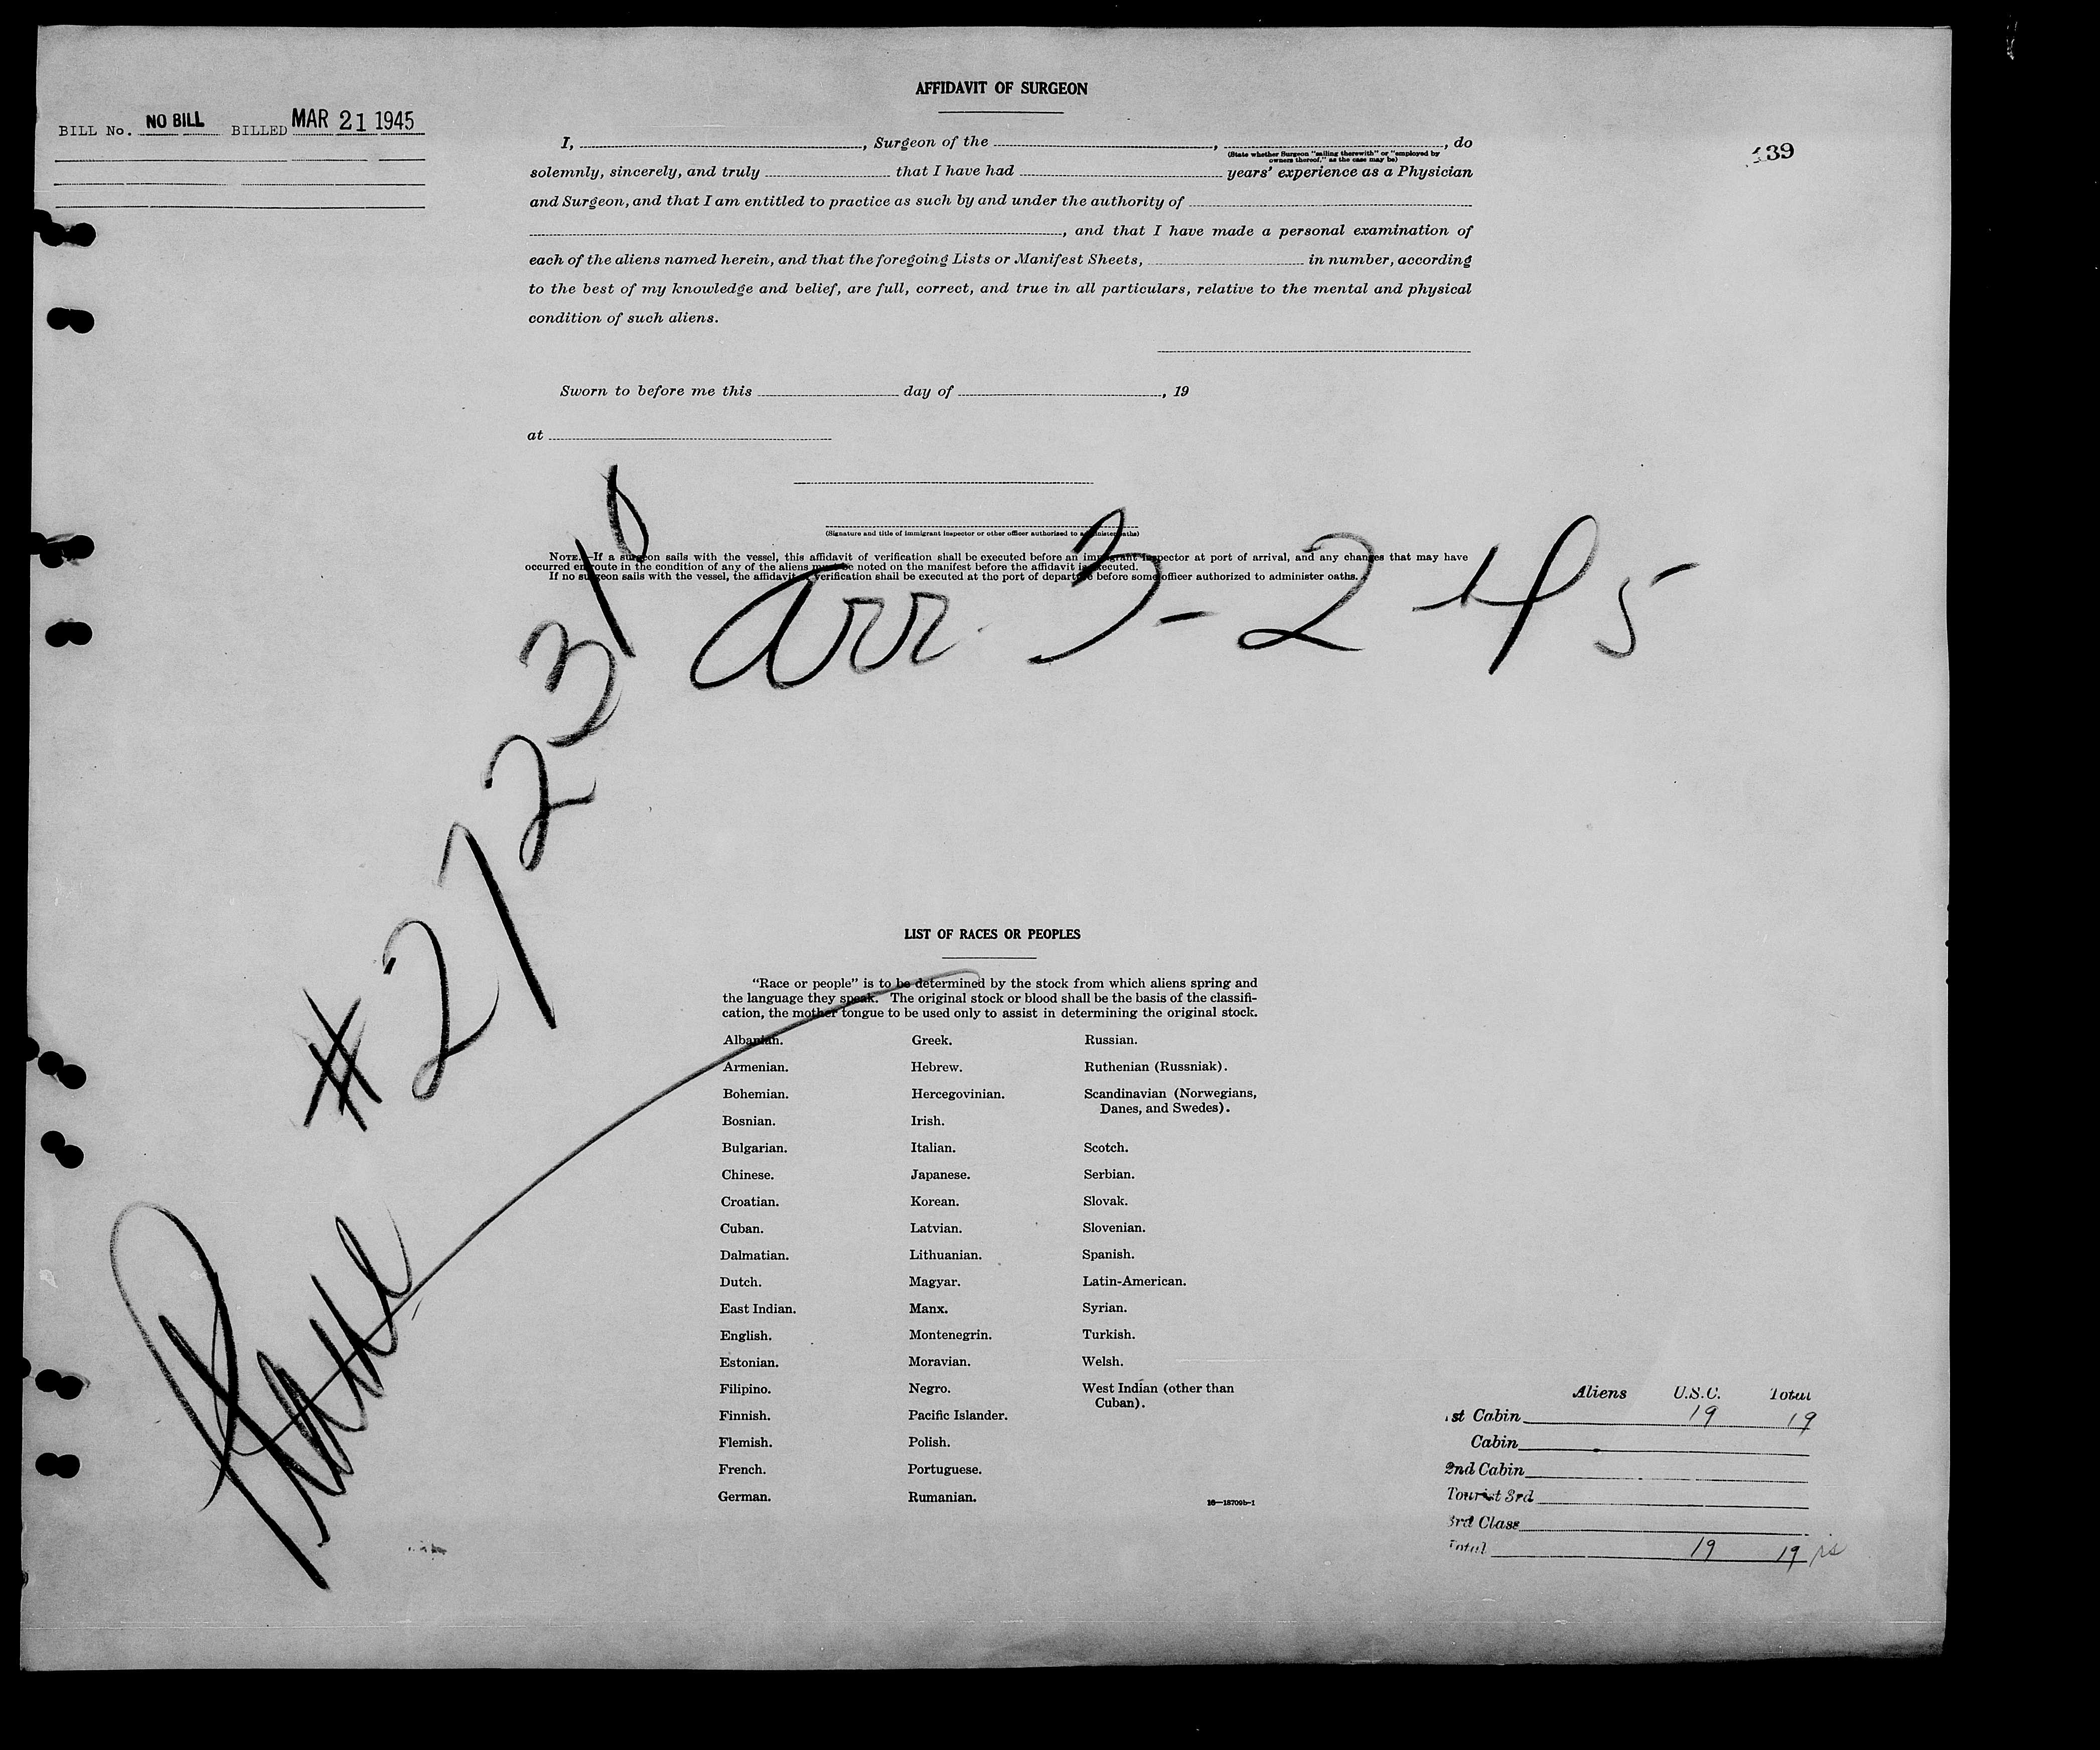 AFFIDAVIT OF SURGEON
BILL No. NO BILL BILLED MAR 21 1945
39
I, , Surgeon of the , , do
(State whether Surgeon "sailing therewith" or "employed by
owners thereof," as the case may be)
solemnly, sincerely, and truly that I have had years' experience as a Physician
and Surgeon, and that I am entitled to practice as such by and under the authority of
, and that I have made a personal examination of
each of the aliens named herein, and that the foregoing Lists or Manifest Sheets, in number, according
to the best of my knowledge and belief, are full, correct, and true in all particulars, relative to the mental and physical
condition of such aliens.
Sworn to before me this day of , 19
at
(Signature and title of immigrant inspector or other officer authorized to administer oaths)
NOTE.—If a surgeon sails with the vessel, this affidavit of verification shall be executed before an immigrant inspector at port of arrival, and any changes that may have
occurred en route in the condition of any of the aliens must be noted on the manifest before the affidavit is executed.
If no surgeon sails with the vessel, the affidavit of verification shall be executed at the port of departure before some officer authorized to administer oaths.
arr. 3-2-45
Plane #27231
LIST OF RACES OR PEOPLES
"Race or people" is to be determined by the stock from which aliens spring and
the language they speak. The original stock or blood shall be the basis of the classifi-
cation, the mother tongue to be used only to assist in determining the original stock.
Albanian. Greek. Russian.
Armenian. Hebrew. Ruthenian (Russniak).
Bohemian. Hercegovinian. Scandinavian (Norwegians,
Danes, and Swedes).
Bosnian. Irish.
Bulgarian. Italian. Scotch.
Chinese. Japanese. Serbian.
Croatian. Korean. Slovak.
Cuban. Latvian. Slovenian.
Dalmatian. Lithuanian. Spanish.
Dutch. Magyar. Latin-American.
East Indian. Manx. Syrian.
English. Montenegrin. Turkish.
Estonian. Moravian. Welsh.
Filipino. Negro. West Indian (other than
Cuban).
Finnish. Pacific Islander.
Flemish. Polish.
French. Portuguese.
German. Rumanian.
16—18709b-1
Aliens U.S.C. Total
1st Cabin 19 19
Cabin
2nd Cabin
Tourist 3rd
3rd Class
Total 19 19